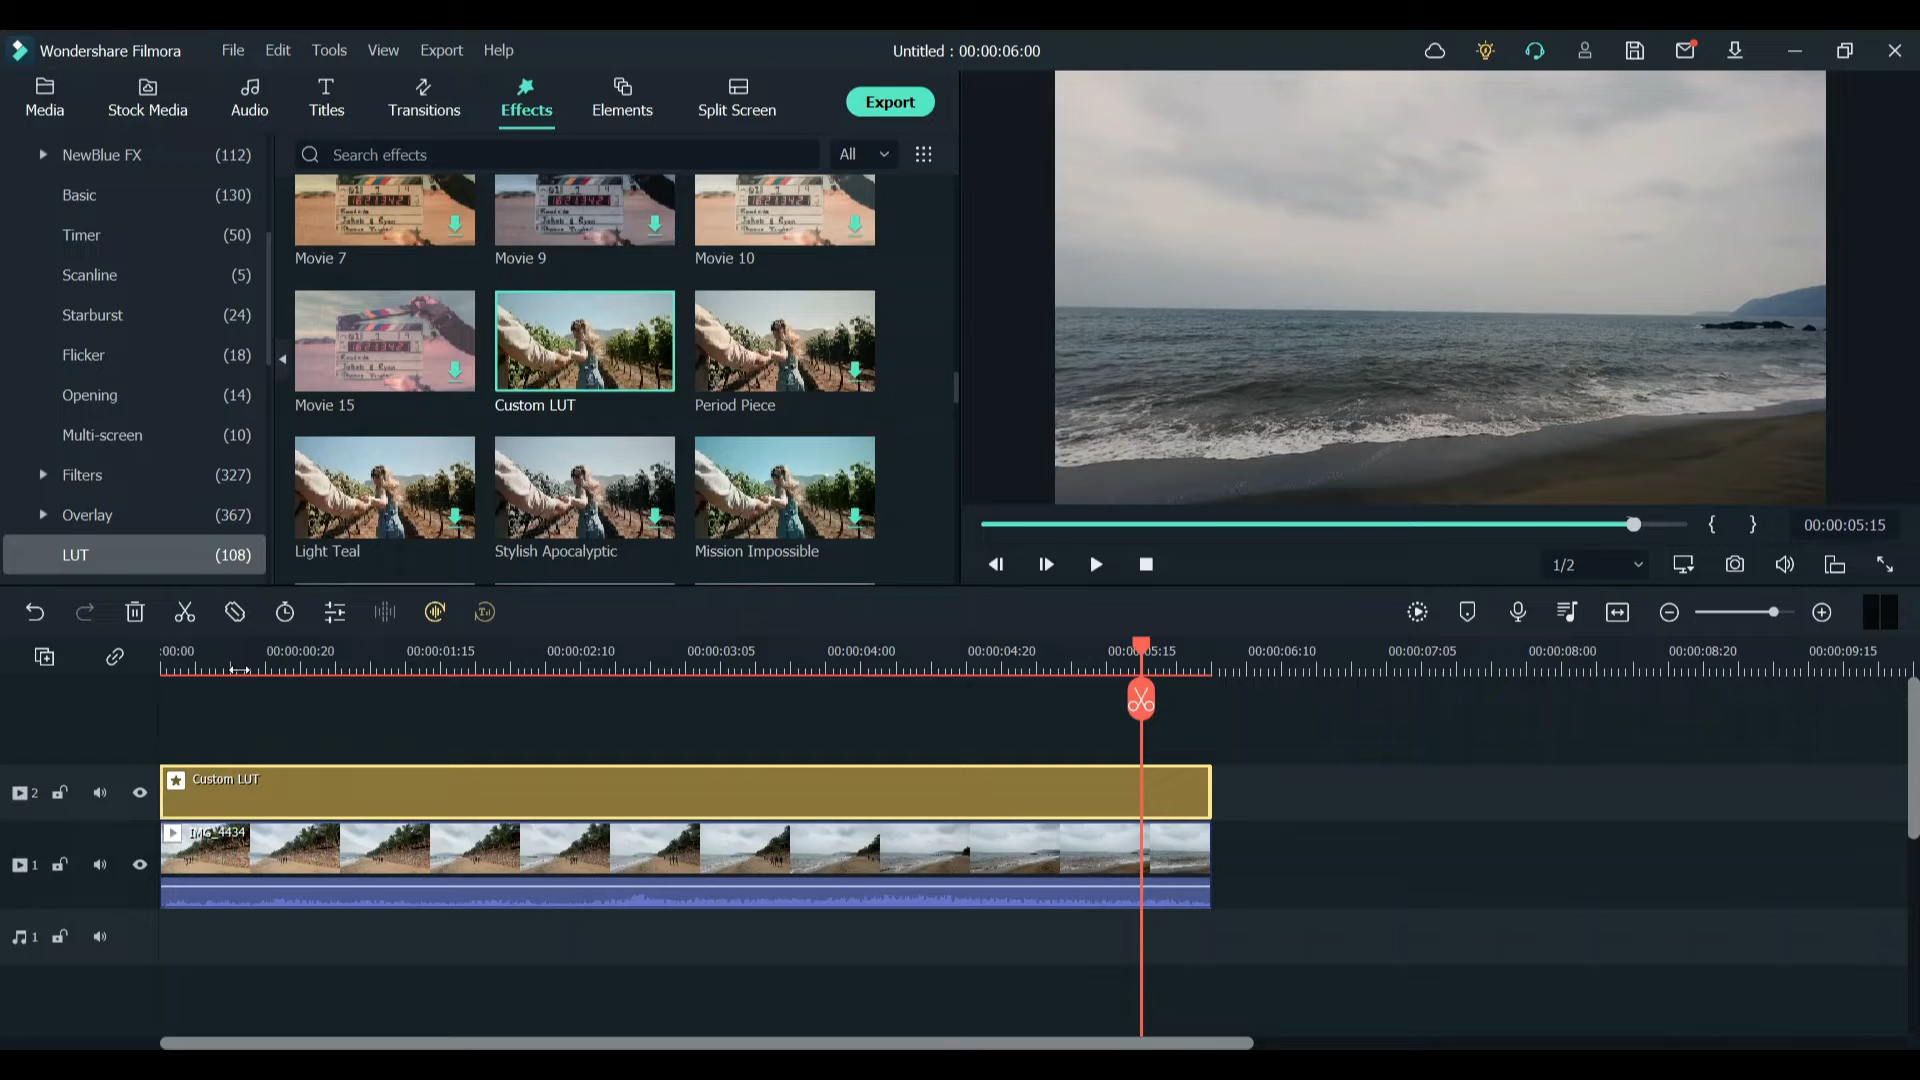 Wondershare Filmora
File Edit Tools View Export Help
Untitled : 00:00:06:00
Media Stock Media Audio Titles Transitions Effects Elements Split Screen Export
NewBlue FX (112)
Basic (130)
Timer (50)
Scanline (5)
Starburst (24)
Flicker (18)
Opening (14)
Multi-screen (10)
Filters (327)
Overlay (367)
LUT (108)
Search effects All
Movie 7 Movie 9 Movie 10
Movie 15 Custom LUT Period Piece
Light Teal Stylish Apocalyptic Mission Impossible
{ } 00:00:05:15
1/2
:00:00 00:00:00:20 00:00:01:15 00:00:02:10 00:00:03:05 00:00:04:00 00:00:04:20 00:00:05:15 00:00:06:10 00:00:07:05 00:00:08:00 00:00:08:20 00:00:09:15
2 Custom LUT
IMG_4434
1
1